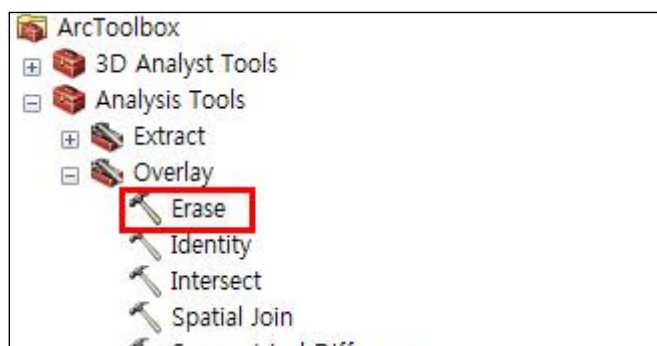 ArcToolbox
3D Analyst Tools
Analysis Tools
Extract
Overlay
Erase
Identity
Intersect
Spatial Join